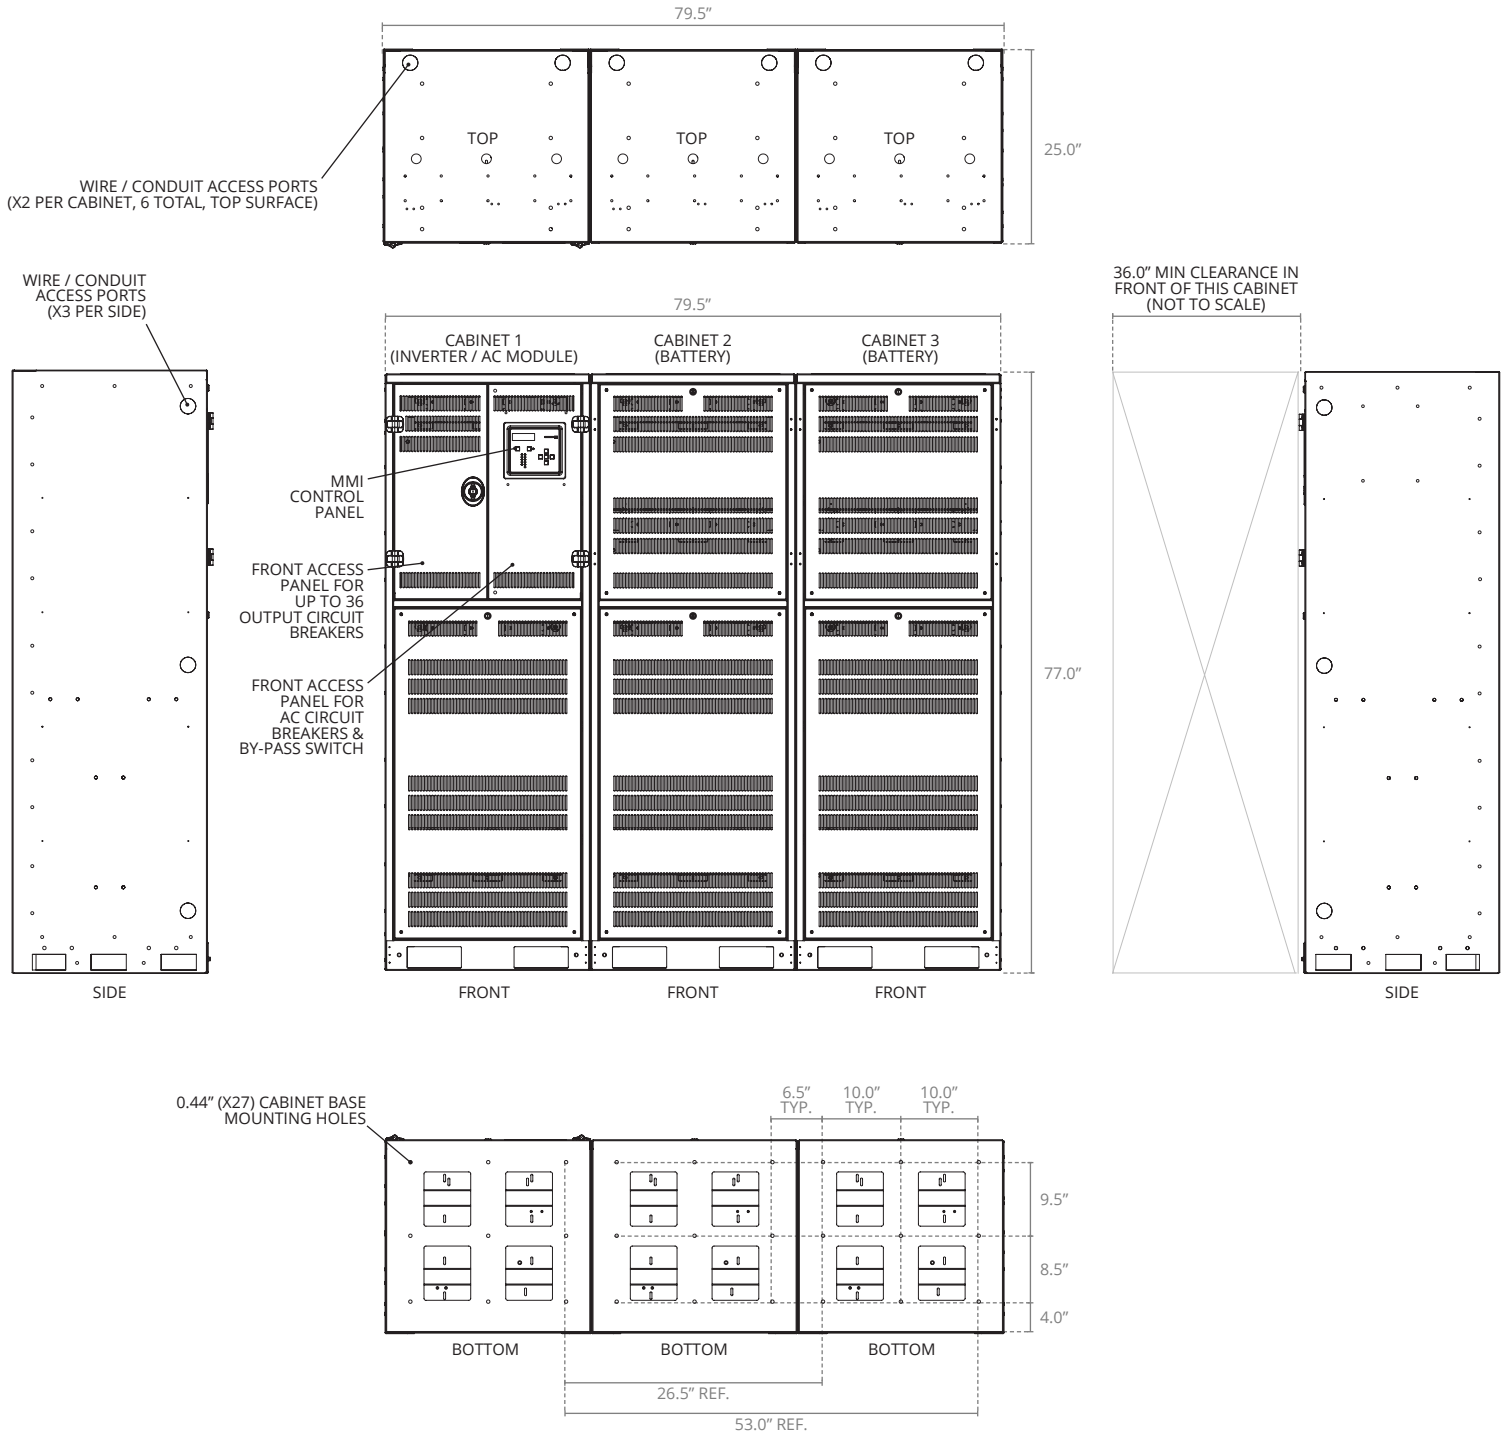 79.5”
TOP
TOP
TOP
25.0”
WIRE / CONDUIT ACCESS PORTS
(X2 PER CABINET, 6 TOTAL, TOP SURFACE)
WIRE / CONDUIT
ACCESS PORTS
(X3 PER SIDE)
36.0” MIN CLEARANCE IN
FRONT OF THIS CABINET
(NOT TO SCALE)
79.5”
CABINET 1
(INVERTER / AC MODULE)
CABINET 2
(BATTERY)
CABINET 3
(BATTERY)
MMI
CONTROL
PANEL
FRONT ACCESS
PANEL FOR
UP TO 36
OUTPUT CIRCUIT
BREAKERS
FRONT ACCESS
PANEL FOR
AC CIRCUIT
BREAKERS &
BY-PASS SWITCH
77.0”
SIDE
FRONT
FRONT
FRONT
SIDE
0.44” (X27) CABINET BASE
MOUNTING HOLES
6.5”
TYP.
10.0”
TYP.
10.0”
TYP.
9.5”
8.5”
4.0”
BOTTOM
BOTTOM
BOTTOM
26.5” REF.
53.0” REF.